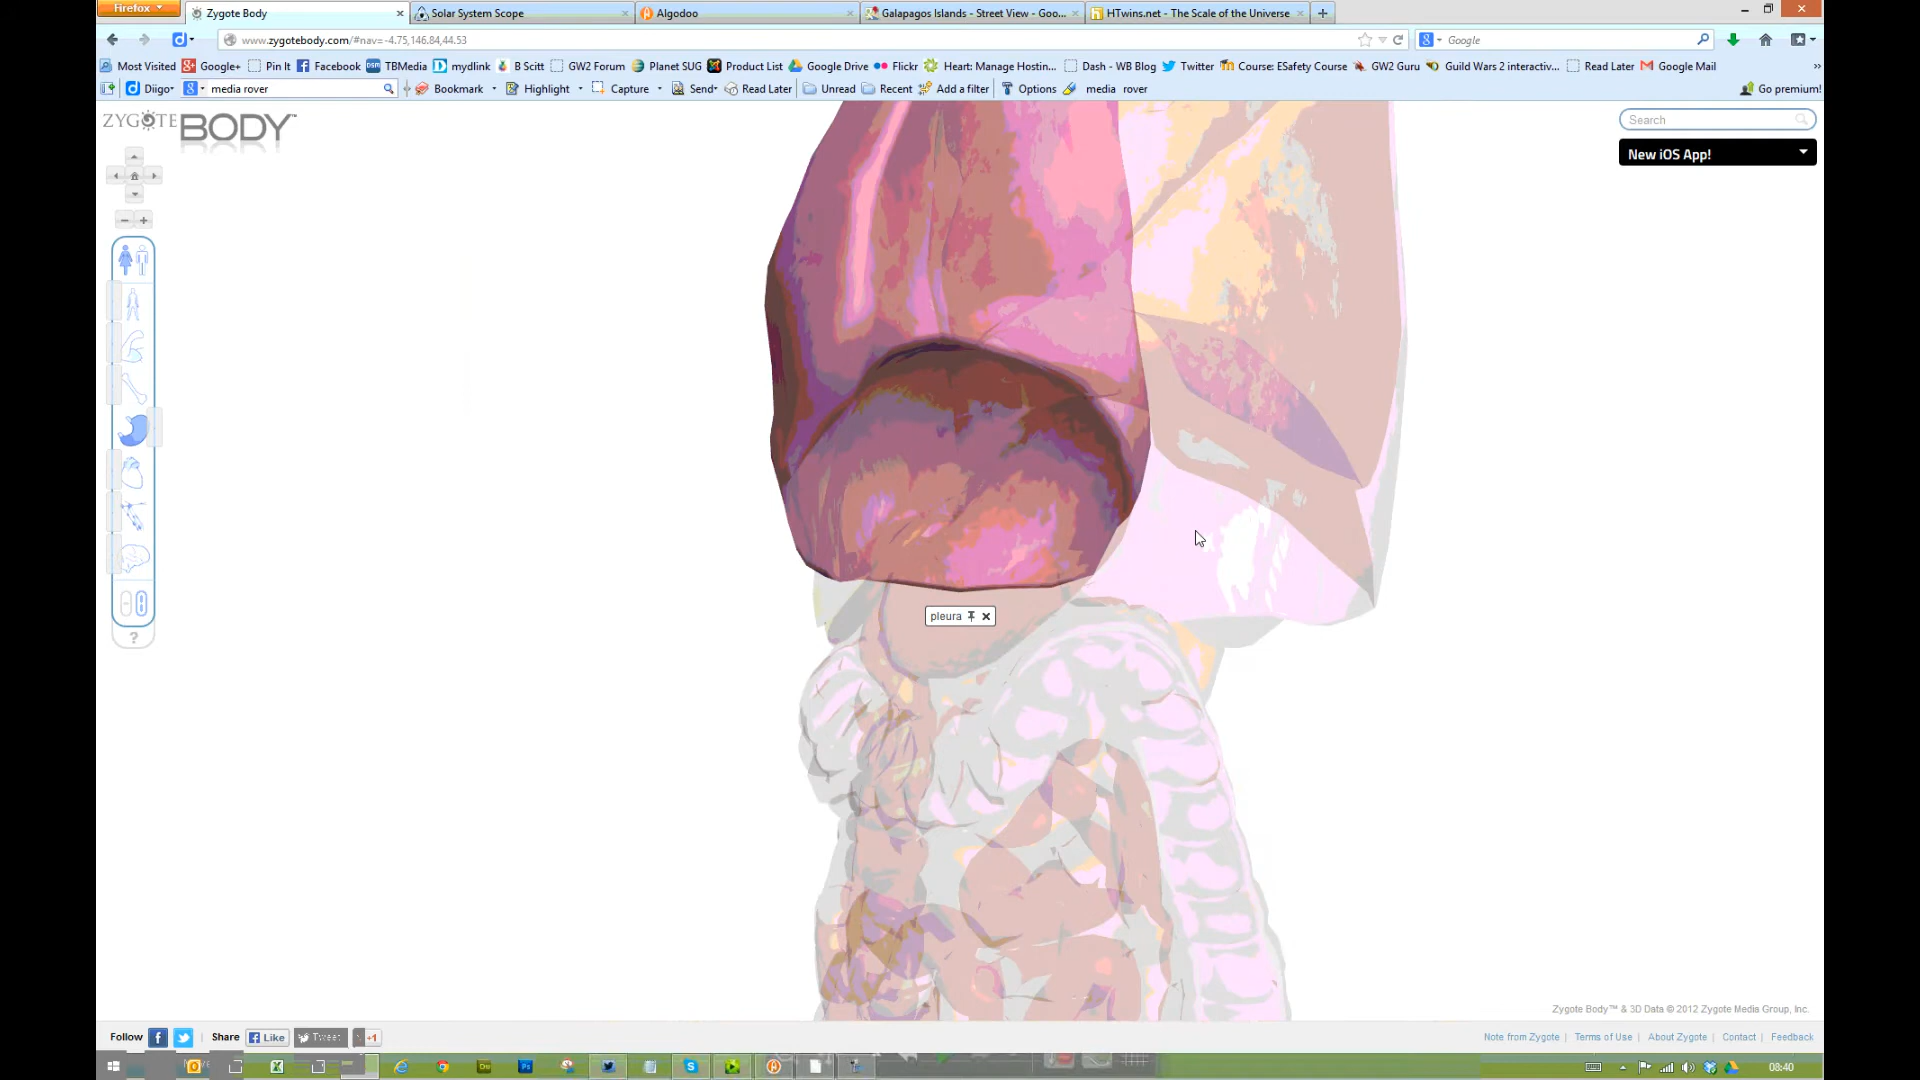 Firefox
Zygote Body
Solar System Scope
Algodoo
Galapagos Islands - Street View - Goo...
HTwins.net - The Scale of the Universe
www.zygotebody.com/#nav=-4.75,146.84,44.53
Google
Most Visited Google+ Pin It Facebook TBMedia mydlink B Scitt GW2 Forum Planet SUG Product List Google Drive Flickr Heart: Manage Hostin... Dash - WB Blog Twitter Course: ESafety Course GW2 Guru Guild Wars 2 interactiv... Read Later Google Mail
Diigo media rover Bookmark Highlight Capture Send Read Later Unread Recent Add a filter Options media rover Go premium!
ZYGOTE BODY™
Search
New iOS App!
pleura
?
Zygote Body™ & 3D Data © 2012 Zygote Media Group, Inc.
Follow Share Like Tweet +1
Note from Zygote | Terms of Use | About Zygote | Contact | Feedback
08:40